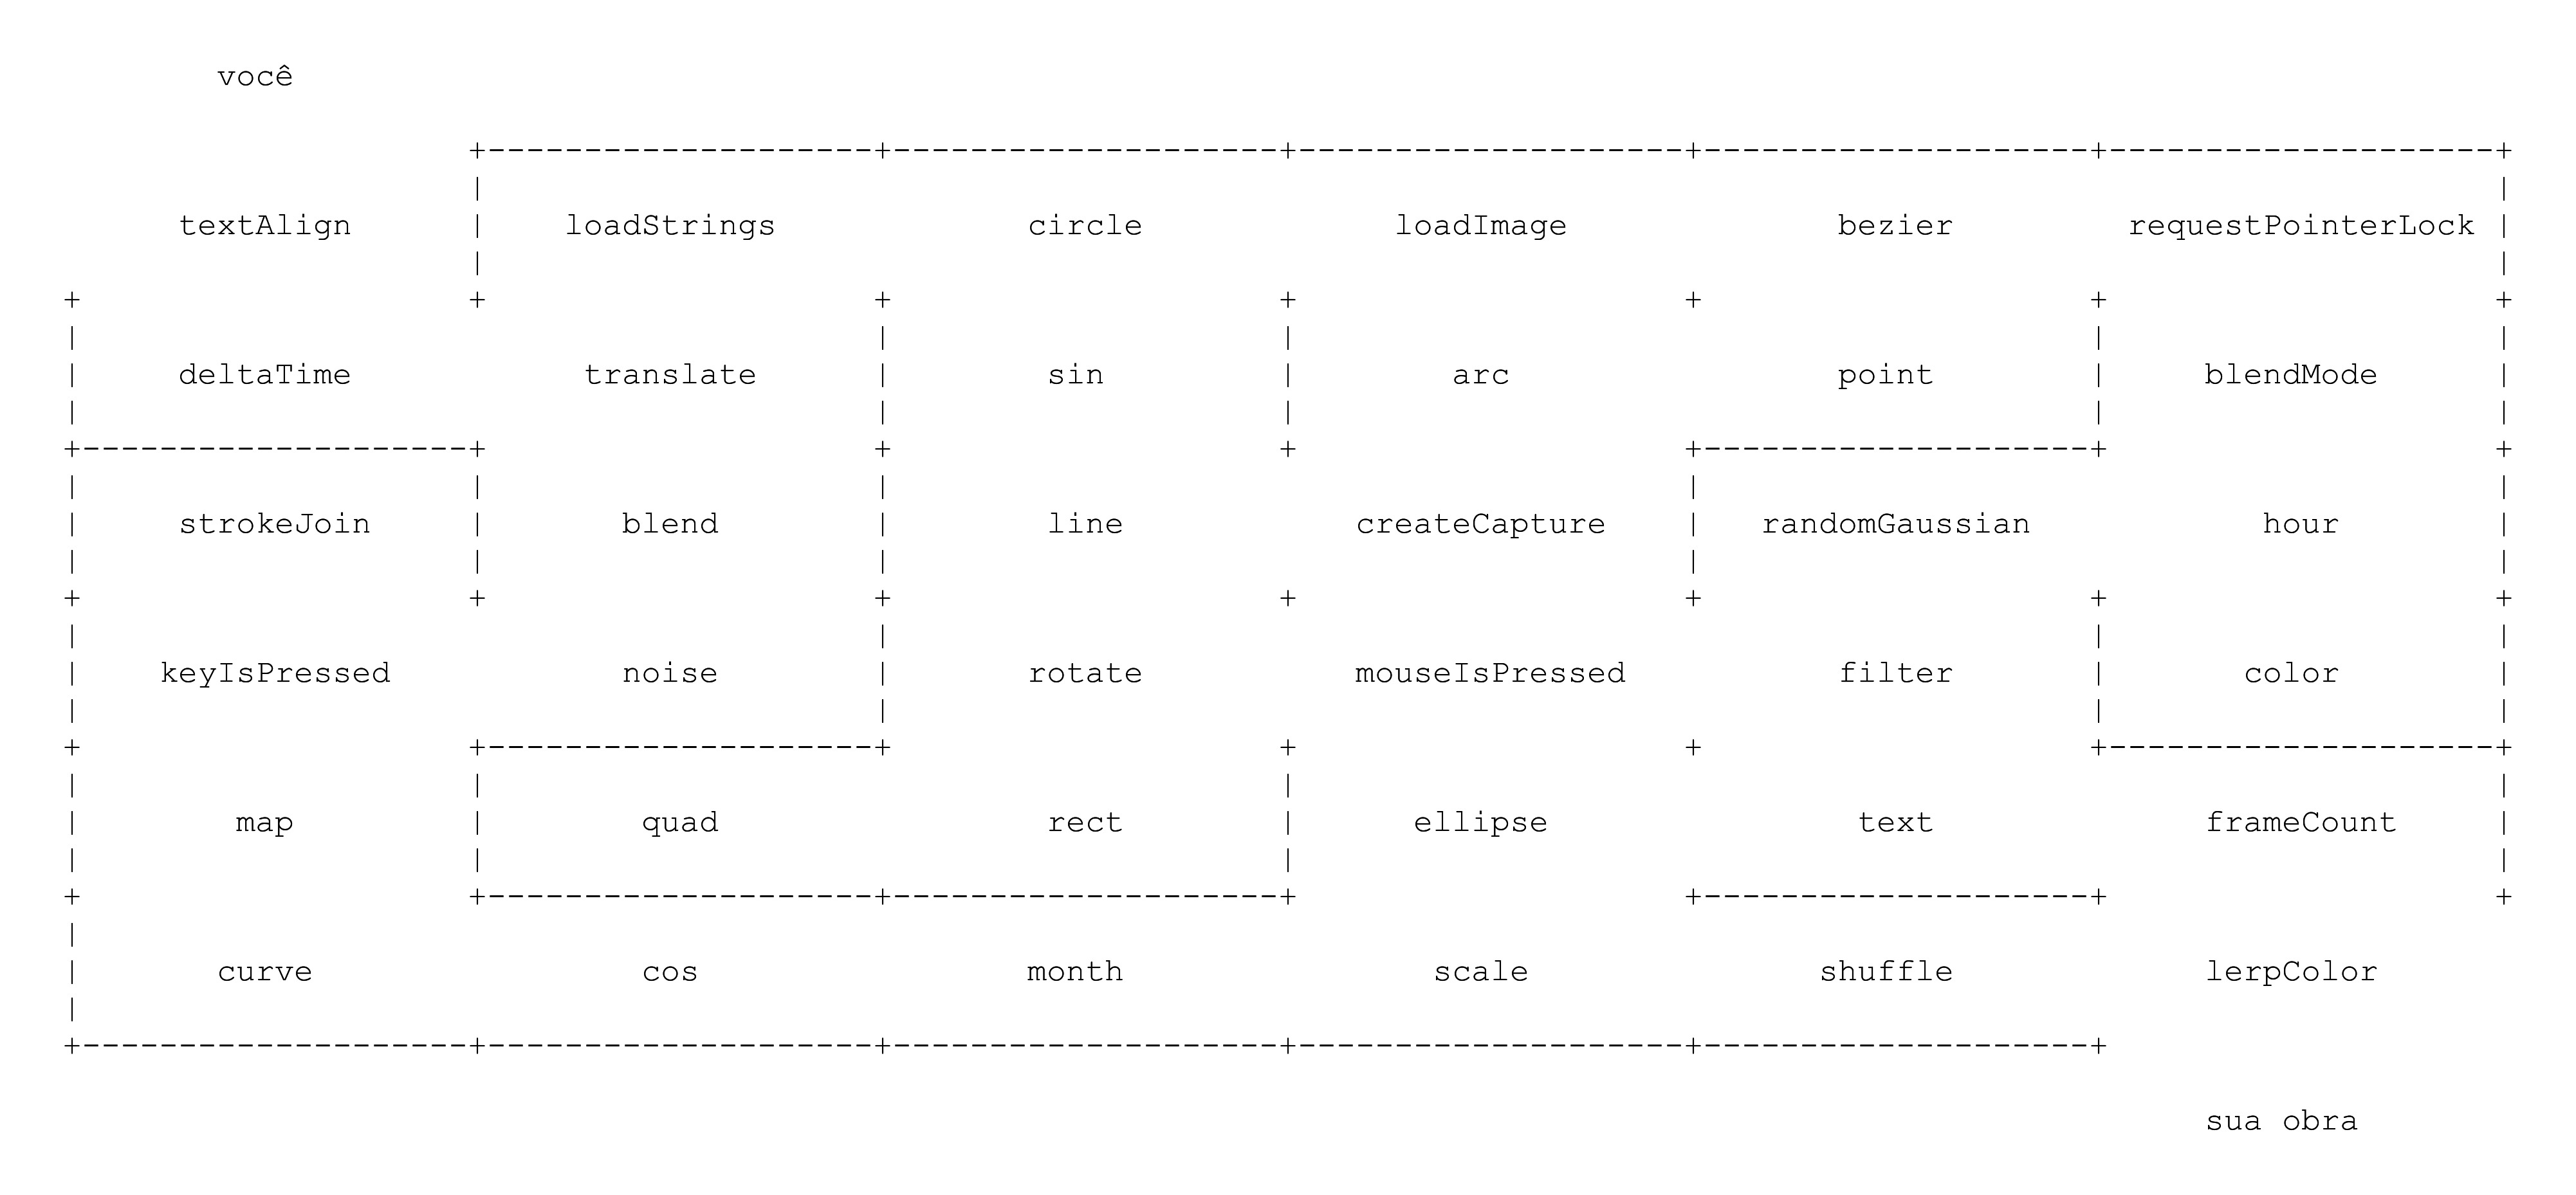 você
textAlign loadStrings circle loadImage bezier requestPointerLock
deltaTime translate sin arc point blendMode
strokeJoin blend line createCapture randomGaussian hour
keyIsPressed noise rotate mouseIsPressed filter color
map quad rect ellipse text frameCount
curve cos month scale shuffle lerpColor
sua obra